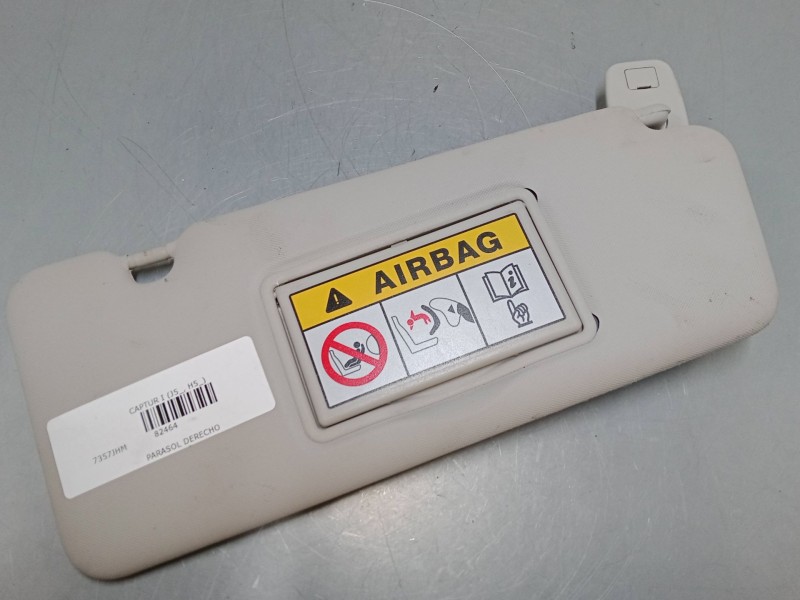 AIRBAG
CAPTUR I (J5_, H5_)
82464
7357JHM
PARASOL DERECHO